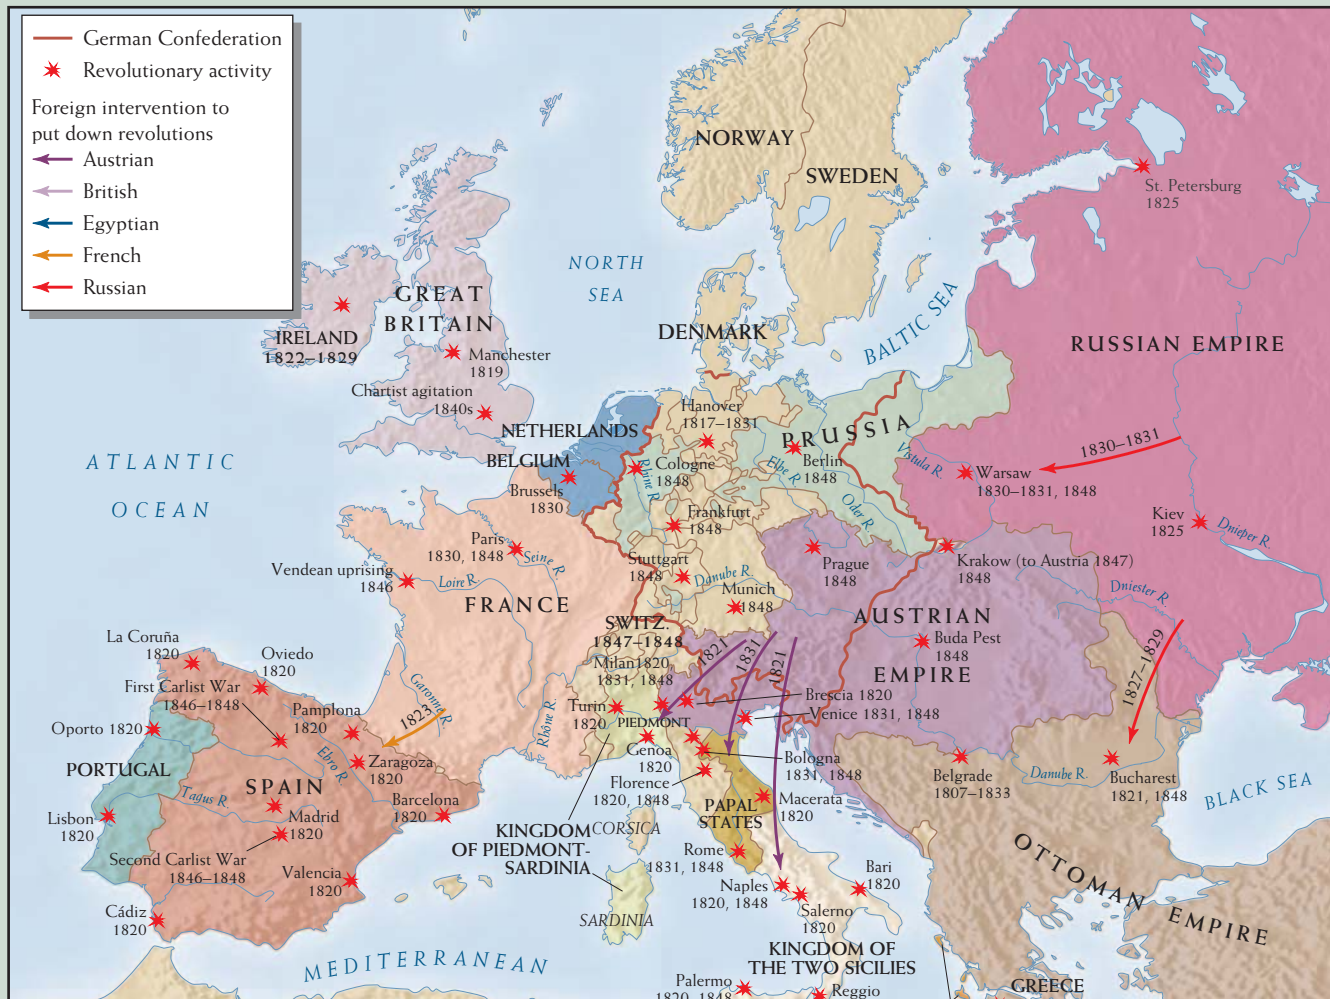 German Confederation
Revolutionary activity
Foreign intervention to
put down revolutions
Austrian
British
Egyptian
French
Russian
NORWAY
SWEDEN
St. Petersburg
1825
NORTH
SEA
GREAT
BRITAIN
IRELAND
1822–1829
DENMARK
BALTIC SEA
RUSSIAN EMPIRE
Manchester
1819
Chartist agitation
1840s
Hanover
1817–1831
NETHERLANDS
PRUSSIA
1830–1831
ATLANTIC
OCEAN
BELGIUM
Brussels
1830
Rhine R.
Cologne
1848
Elbe R.
Berlin
1848
Vistula R.
Warsaw
1830–1831, 1848
Oder R.
Frankfurt
1848
Kiev
1825
Dnieper R.
Paris
1830, 1848
Seine R.
Stuttgart
1848
Prague
1848
Krakow (to Austria 1847)
1848
Vendean uprising
1846
Loire R.
Danube R.
Munich
1848
Dniester R.
FRANCE
SWITZ.
1847–1848
AUSTRIAN
EMPIRE
Buda Pest
1848
1827–1829
La Coruña
1820
Oviedo
1820
Milan1820
1831, 1848
1821
1831
1821
First Carlist War
1846–1848
Pamplona
1820
Garonne R.
1823
Rhône R.
Turin
1820
PIEDMONT
Brescia 1820
Venice 1831, 1848
Oporto 1820
Ebro R.
Zaragoza
1820
Genoa
1820
Bologna
1831, 1848
Belgrade
1807–1833
Danube R.
Bucharest
1821, 1848
BLACK SEA
PORTUGAL
SPAIN
Tagus R.
Florence
1820, 1848
Madrid
1820
Barcelona
1820
PAPAL
STATES
Macerata
1820
Lisbon
1820
KINGDOM
OF PIEDMONT-
SARDINIA
CORSICA
Second Carlist War
1846–1848
Valencia
1820
Rome
1831, 1848
OTTOMAN EMPIRE
Naples
1820, 1848
Bari
1820
Cádiz
1820
SARDINIA
Salerno
1820
MEDITERRANEAN
KINGDOM OF
THE TWO SICILIES
Palermo
1820, 1848
Reggio
GREECE